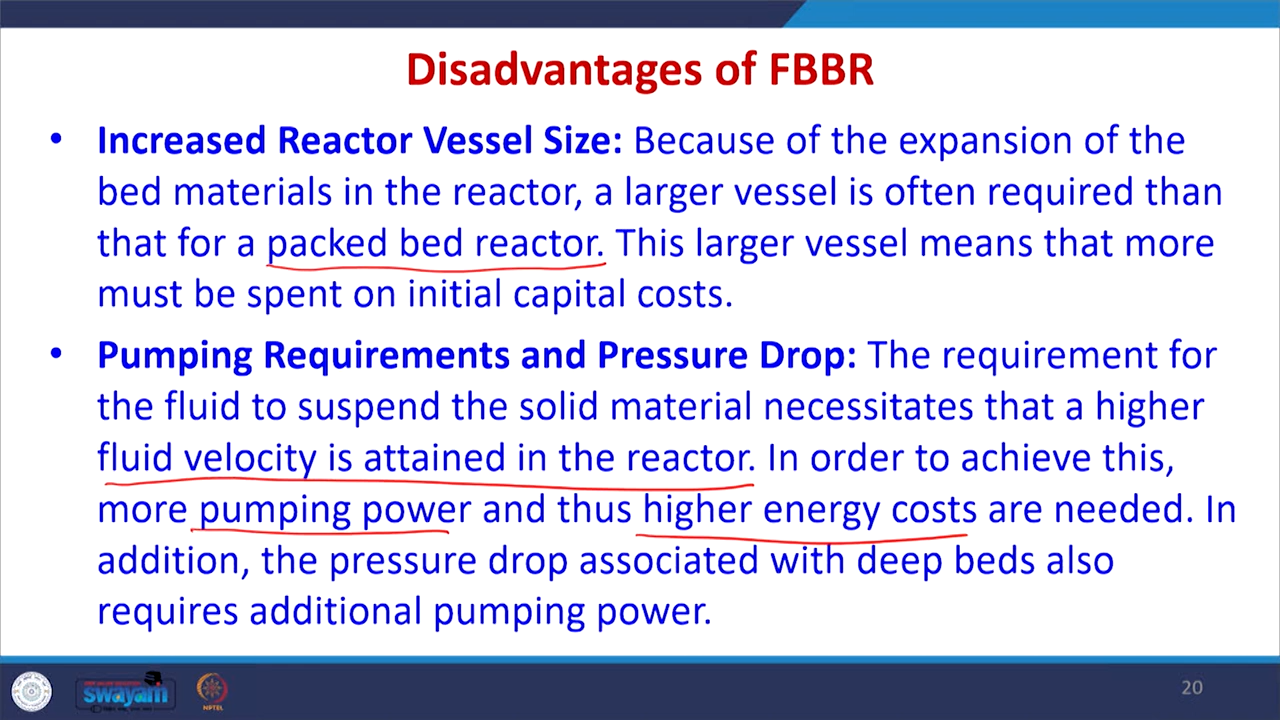 Disadvantages of FBBR
• Increased Reactor Vessel Size: Because of the expansion of the
bed materials in the reactor, a larger vessel is often required than
that for a packed bed reactor. This larger vessel means that more
must be spent on initial capital costs.
• Pumping Requirements and Pressure Drop: The requirement for
the fluid to suspend the solid material necessitates that a higher
fluid velocity is attained in the reactor. In order to achieve this,
more pumping power and thus higher energy costs are needed. In
addition, the pressure drop associated with deep beds also
requires additional pumping power.
swayam
NPTEL
20